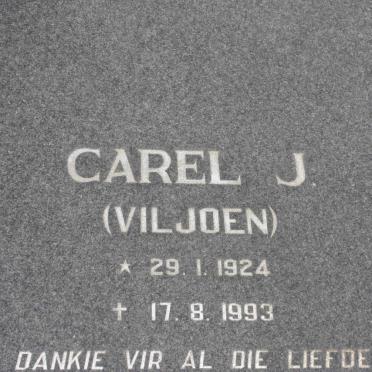 CAREL J.
(VILJOEN)
* 29. 1. 1924
† 17. 8. 1993
DANKIE VIR AL DIE LIEFDE